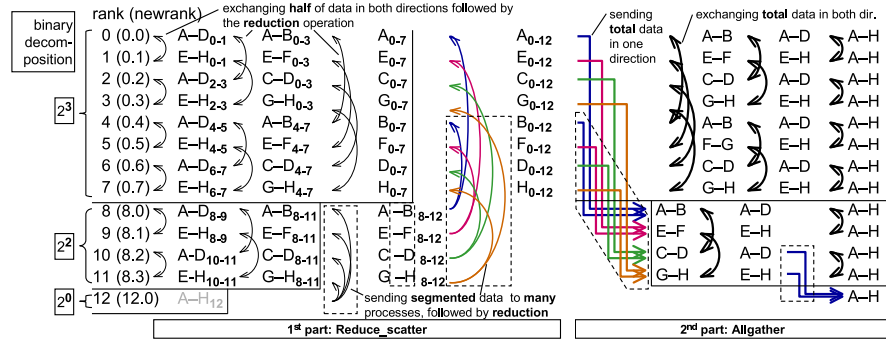 rank (newrank)
exchanging half of data in both directions followed by
the reduction operation
sending
total data
in one
direction
exchanging total data in both dir.
binary
decom-
position
0 (0.0) A–D0-1 A–B0-3 A0-7 A0-12 A–B A–D A–H
1 (0.1) E–H0-1 E–F0-3 E0-7 E0-12 E–F E–H A–H
2 (0.2) A–D2-3 C–D0-3 C0-7 C0-12 C–D A–D A–H
3 (0.3) E–H2-3 G–H0-3 G0-7 G0-12 G–H E–H A–H
2³
4 (0.4) A–D4-5 A–B4-7 B0-7 B0-12 A–B A–D A–H
5 (0.5) E–H4-5 E–F4-7 F0-7 F0-12 F–G E–H A–H
6 (0.6) A–D6-7 C–D4-7 D0-7 D0-12 C–D A–D A–H
7 (0.7) E–H6-7 G–H4-7 H0-7 H0-12 G–H E–H A–H
8 (8.0) A–D8-9 A–B8-11 A–B8-12 A–B A–D A–H
9 (8.1) E–H8-9 E–F8-11 E–F8-12 E–F E–H A–H
2²
10 (8.2) A–D10-11 C–D8-11 C–D8-12 C–D A–D A–H
11 (8.3) E–H10-11 G–H8-11 G–H8-12 G–H E–H A–H
2⁰ 12 (12.0) A–H12 A–H
sending segmented data to many
processes, followed by reduction
1st part: Reduce_scatter 2nd part: Allgather